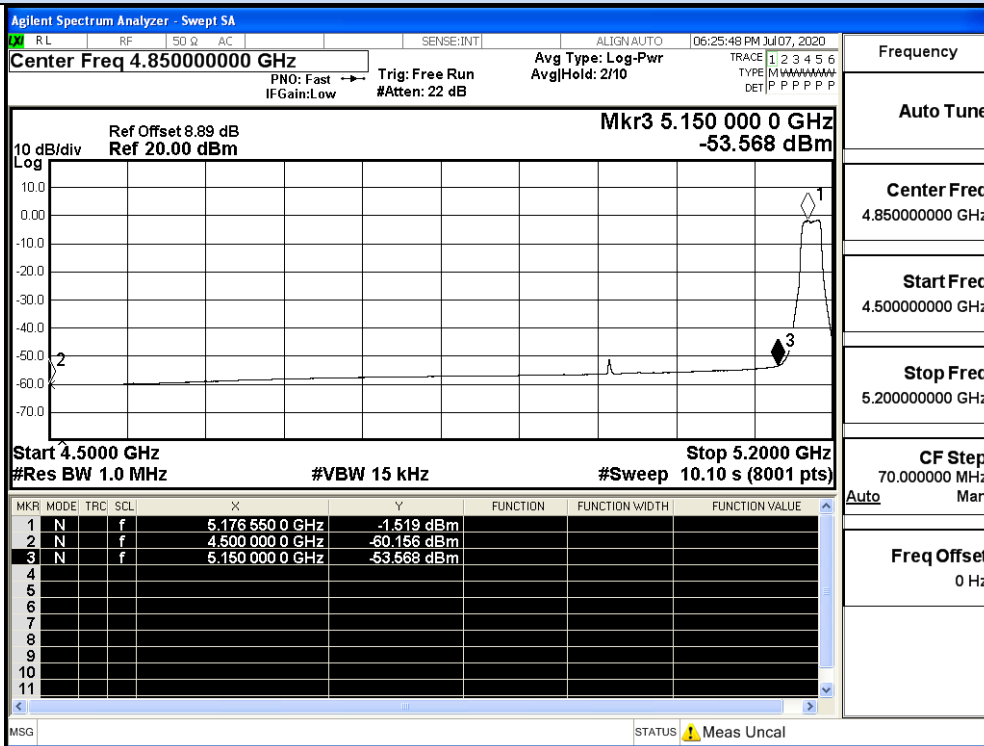 Agilent Spectrum Analyzer - Swept SA
LXI RL RF 50 Ω AC SENSE:INT ALIGN AUTO 06:25:48 PM Jul 07, 2020
Center Freq 4.850000000 GHz
PNO: Fast
IFGain:Low
Trig: Free Run
#Atten: 22 dB
Avg Type: Log-Pwr
Avg|Hold: 2/10
TRACE 1 2 3 4 5 6
TYPE M WWWWW
DET P P P P P P
Frequency
Auto Tune
Center Freq
4.850000000 GHz
Start Freq
4.500000000 GHz
Stop Freq
5.200000000 GHz
CF Step
70.000000 MHz
Auto Man
Freq Offset
0 Hz
Mkr3 5.150 000 0 GHz
-53.568 dBm
Ref Offset 8.89 dB
10 dB/div Ref 20.00 dBm
Log
10.0
0.00
-10.0
-20.0
-30.0
-40.0
-50.0
-60.0
-70.0
1
2
3
Start 4.5000 GHz Stop 5.2000 GHz
#Res BW 1.0 MHz #VBW 15 kHz #Sweep 10.10 s (8001 pts)
MKR MODE TRC SCL X Y FUNCTION FUNCTION WIDTH FUNCTION VALUE
1 N f 5.176 550 0 GHz -1.519 dBm
2 N f 4.500 000 0 GHz -60.156 dBm
3 N f 5.150 000 0 GHz -53.568 dBm
4
5
6
7
8
9
10
11
MSG STATUS Meas Uncal